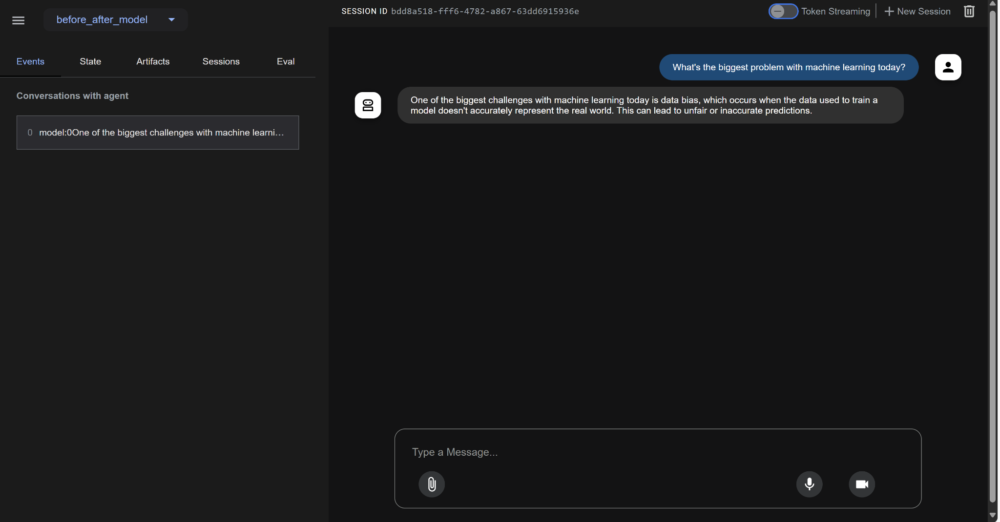 before_after_model
SESSION ID bdd8a518-fff6-4782-a867-63dd6915936e
Token Streaming
New Session
Events State Artifacts Sessions Eval
Conversations with agent
0 model:0One of the biggest challenges with machine learni...
What's the biggest problem with machine learning today?
One of the biggest challenges with machine learning today is data bias, which occurs when the data used to train a
model doesn't accurately represent the real world. This can lead to unfair or inaccurate predictions.
Type a Message...